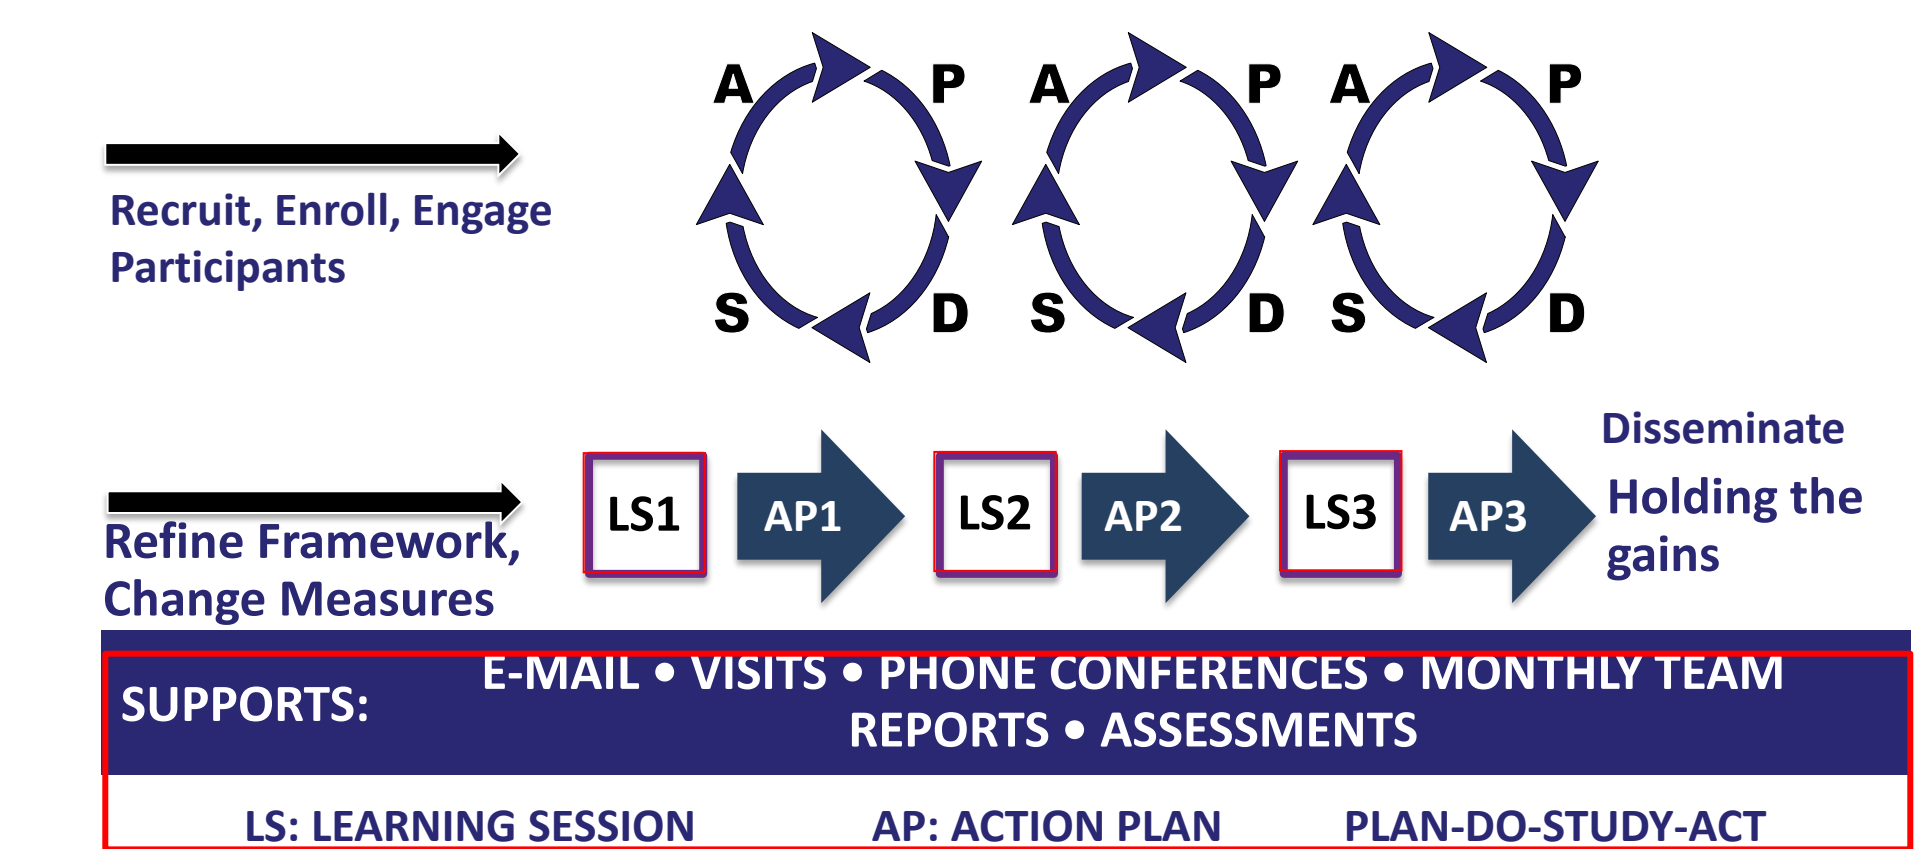 A P A P A P
Recruit, Enroll, Engage
Participants
S D S D S D
Disseminate
LS1 AP1 LS2 AP2 LS3 AP3
Holding the
gains
Refine Framework,
Change Measures
SUPPORTS:
E-MAIL • VISITS • PHONE CONFERENCES • MONTHLY TEAM
REPORTS • ASSESSMENTS
LS: LEARNING SESSION AP: ACTION PLAN PLAN-DO-STUDY-ACT